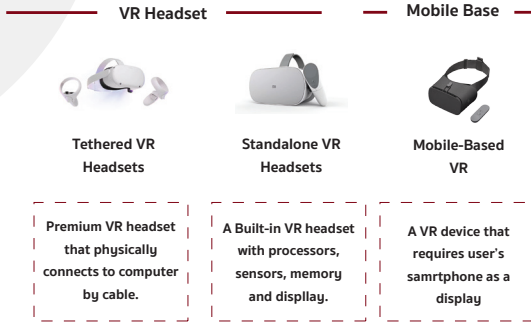 VR Headset
Mobile Base
Tethered VR
Headsets
Standalone VR
Headsets
Mobile-Based
VR
Premium VR headset
that physically
connects to computer
by cable.
A Built-in VR headset
with processors,
sensors, memory
and displlay.
A VR device that
requires user's
samrtphone as a
display